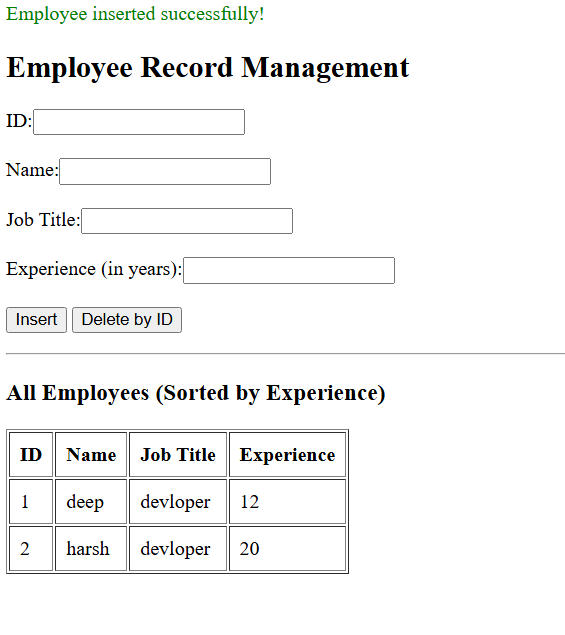 Employee inserted successfully!
Employee Record Management
ID:
Name:
Job Title:
Experience (in years):
Insert Delete by ID
All Employees (Sorted by Experience)
ID Name Job Title Experience
1 deep devloper 12
2 harsh devloper 20